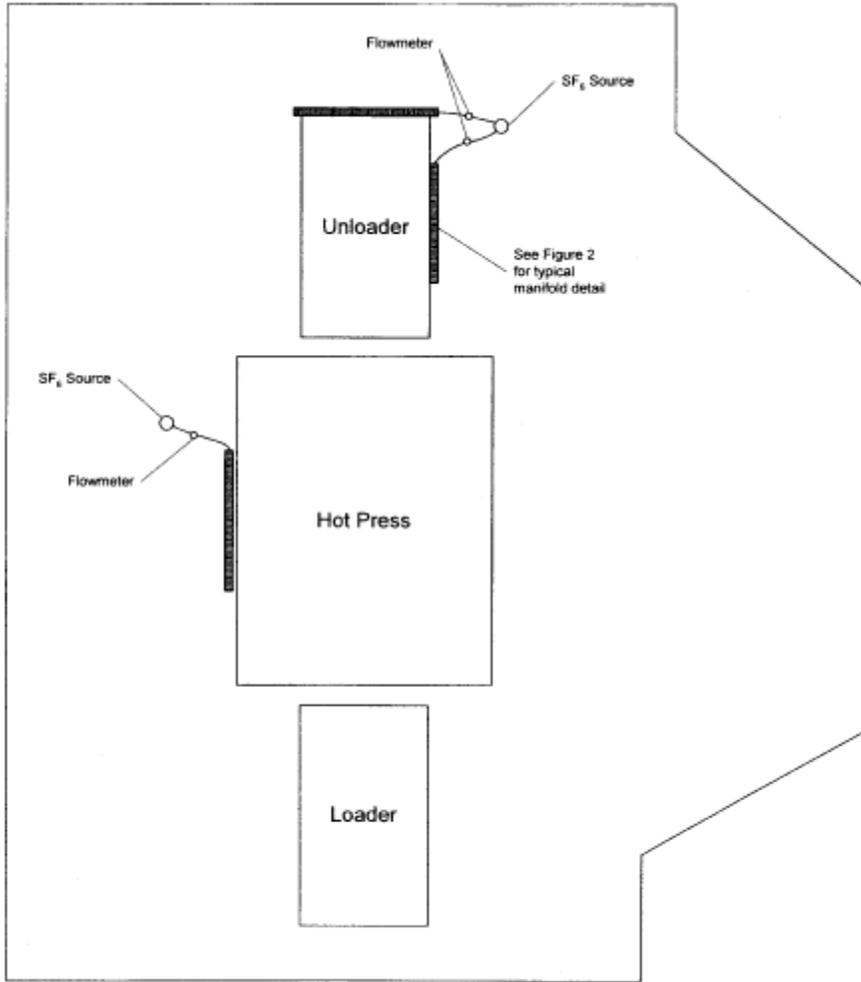 Flowmeter
SF₆ Source
Unloader
See Figure 2
for typical
manifold detail
SF₆ Source
Flowmeter
Hot Press
Loader